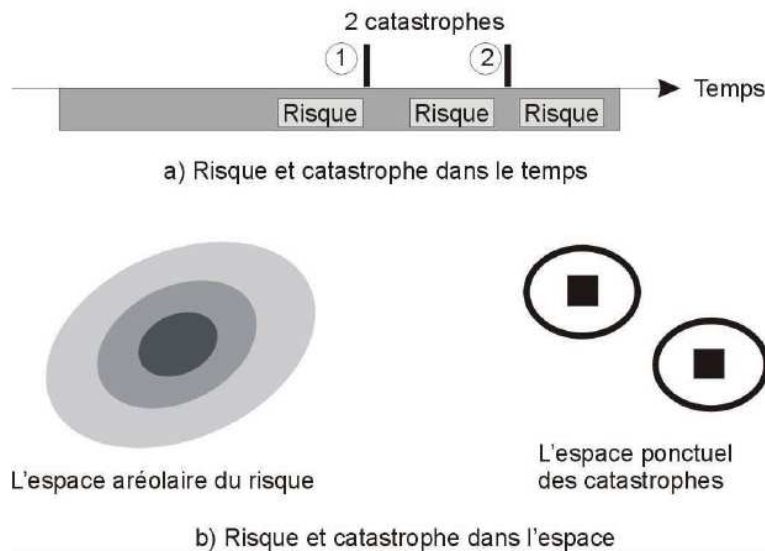 2 catastrophes
1
2
Temps
Risque
Risque
Risque
a) Risque et catastrophe dans le temps
L'espace aréolaire du risque
L'espace ponctuel
des catastrophes
b) Risque et catastrophe dans l'espace